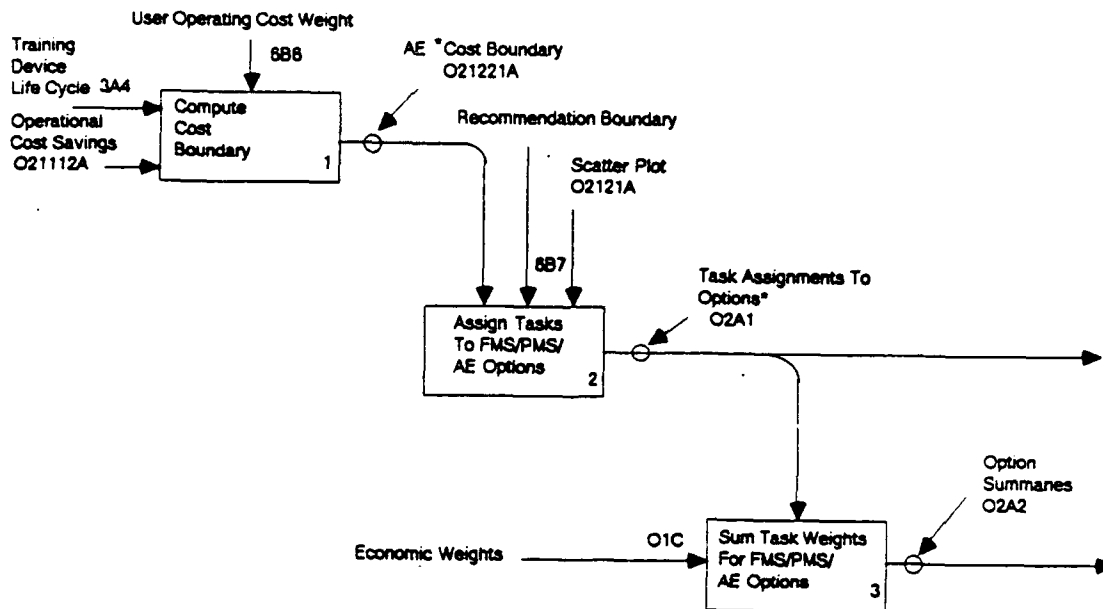 User Operating Cost Weight
6B6
Training
Device
Life Cycle 3A4
Operational
Cost Savings
O21112A
Compute
Cost
Boundary
1
AE *Cost Boundary
O21221A
Recommendation Boundary
Scatter Plot
O2121A
6B7
Assign Tasks
To FMS/PMS/
AE Options
2
Task Assignments To
Options*
O2A1
Economic Weights
O1C
Sum Task Weights
For FMS/PMS/
AE Options
3
Option
Summaries
O2A2